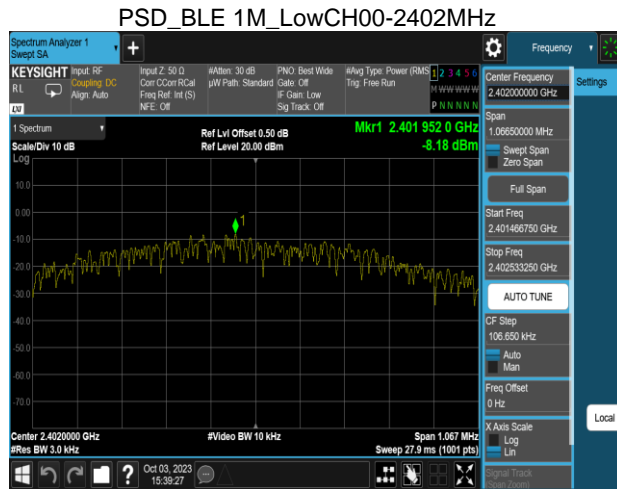 PSD_BLE 1M_LowCH00-2402MHz
Spectrum Analyzer 1
Swept SA
+
Frequency
KEYSIGHT
RL
LXI
Input: RF
Coupling: DC
Align: Auto
Input Z: 50 Ω
Corr CCorr RCal
Freq Ref: Int (S)
NFE: Off
#Atten: 30 dB
µW Path: Standard
PNO: Best Wide
Gate: Off
IF Gain: Low
Sig Track: Off
#Avg Type: Power (RMS
Trig: Free Run
1 2 3 4 5 6
M W W W W W
P N N N N N
1 Spectrum
Scale/Div 10 dB
Log
Ref Lvl Offset 0.50 dB
Ref Level 20.00 dBm
Mkr1 2.401 952 0 GHz
-8.18 dBm
10.0
0.00
-10.0
-20.0
-30.0
-40.0
-50.0
-60.0
-70.0
1
Center 2.4020000 GHz
#Res BW 3.0 kHz
#Video BW 10 kHz
Span 1.067 MHz
Sweep 27.9 ms (1001 pts)
Center Frequency
2.402000000 GHz
Settings
Span
1.06650000 MHz
Swept Span
Zero Span
Full Span
Start Freq
2.401466750 GHz
Stop Freq
2.402533250 GHz
AUTO TUNE
CF Step
106.650 kHz
Auto
Man
Freq Offset
0 Hz
X Axis Scale
Log
Lin
Local
Signal Track
(Span Zoom)
?
Oct 03, 2023
15:39:27